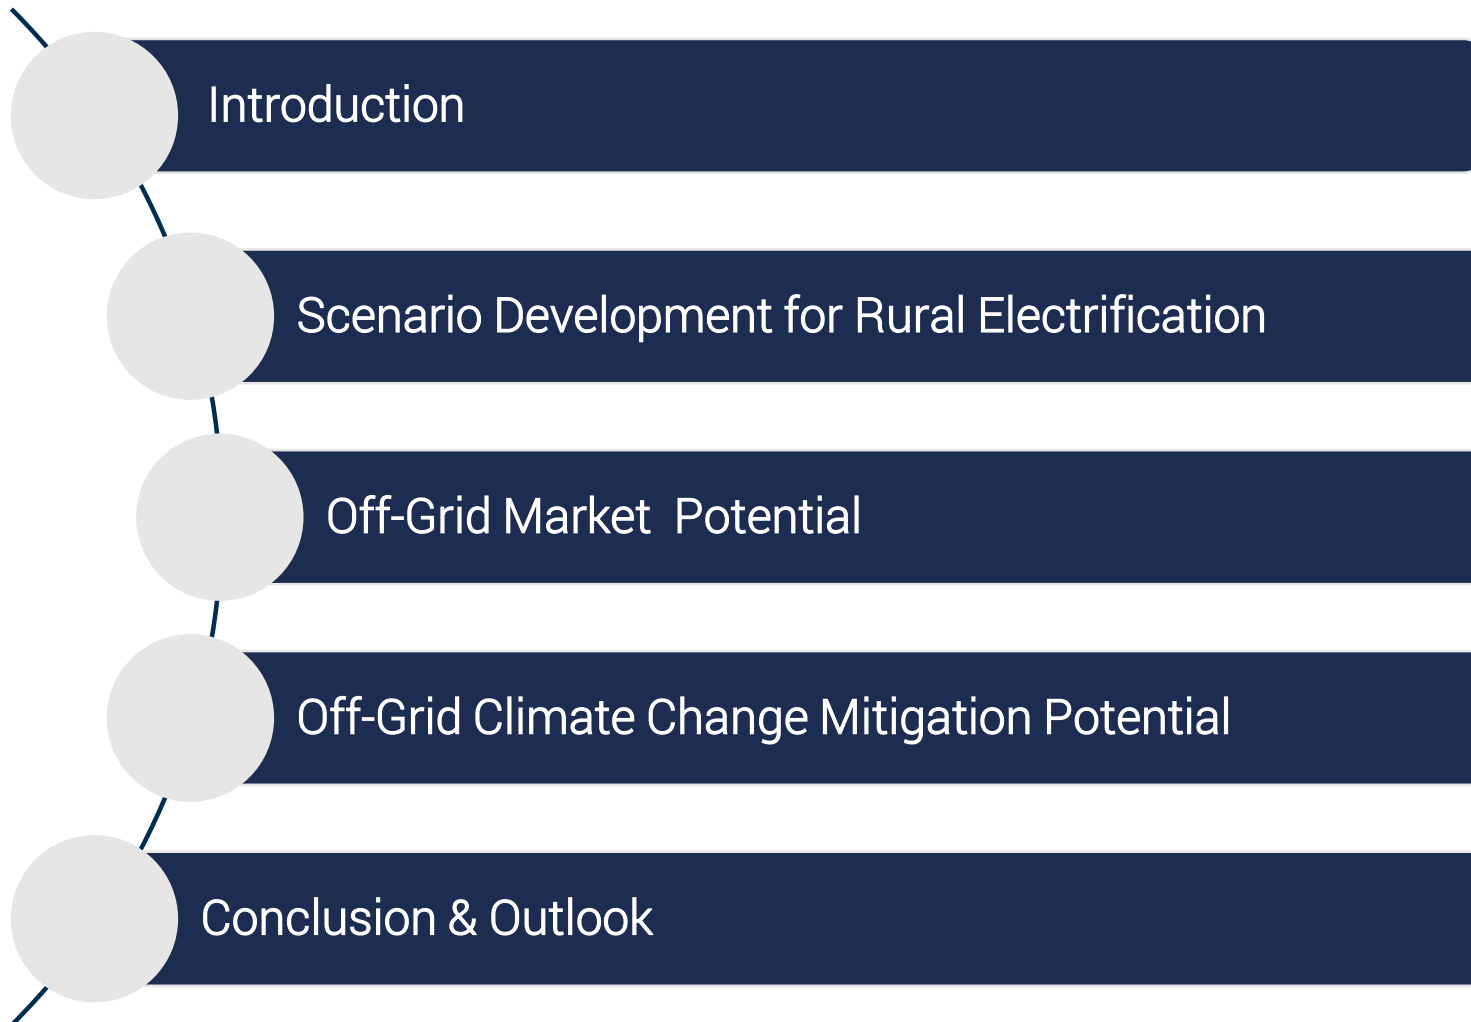 Introduction
Scenario Development for Rural Electrification
Off-Grid Market  Potential
Off-Grid Climate Change Mitigation Potential
Conclusion & Outlook